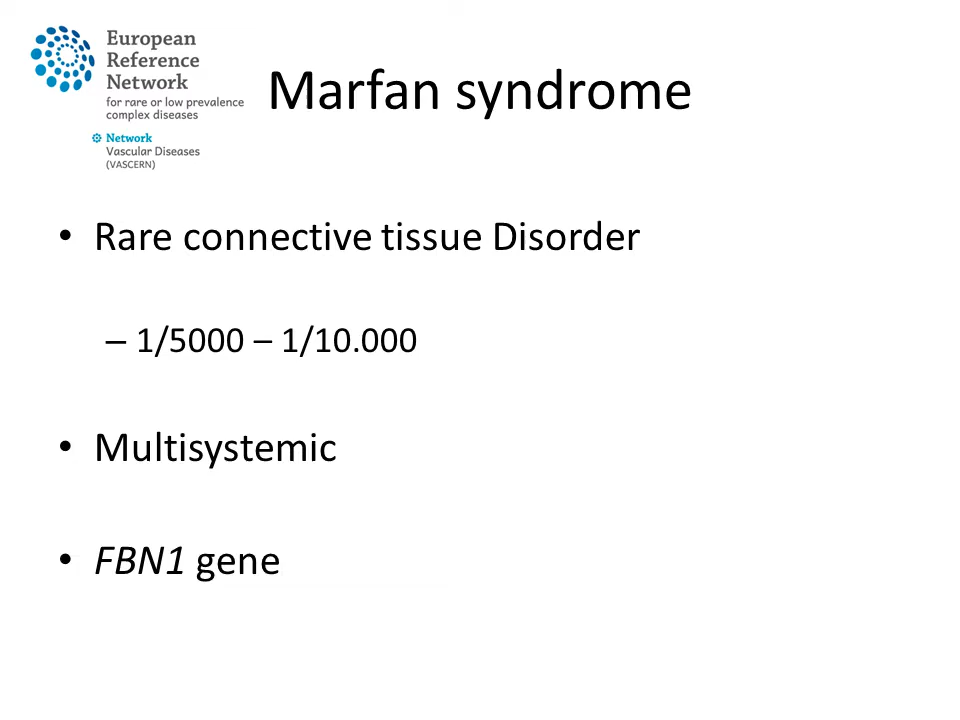 European
Reference
Network
for rare or low prevalence
complex diseases
Network
Vascular Diseases
(VASCERN)
Marfan syndrome
• Rare connective tissue Disorder
– 1/5000 – 1/10.000
• Multisystemic
• FBN1 gene